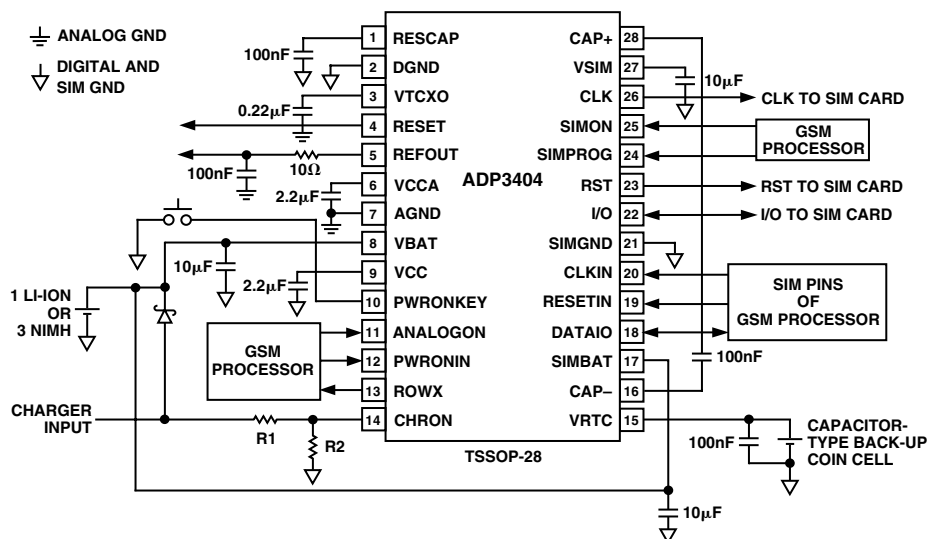 ANALOG GND
DIGITAL AND
SIM GND
100nF
1 RESCAP
2 DGND
0.22µF
3 VTCXO
4 RESET
5 REFOUT
10Ω
100nF
6 VCCA
2.2µF
7 AGND
8 VBAT
10µF
9 VCC
2.2µF
10 PWRONKEY
1 LI-ION
OR
3 NIMH
GSM
PROCESSOR
11 ANALOGON
12 PWRONIN
13 ROWX
CHARGER
INPUT
14 CHRON
R1
R2
ADP3404
TSSOP-28
CAP+ 28
VSIM 27
10µF
CLK 26
CLK TO SIM CARD
SIMON 25
SIMPROG 24
GSM
PROCESSOR
RST 23
RST TO SIM CARD
I/O 22
I/O TO SIM CARD
SIMGND 21
CLKIN 20
RESETIN 19
DATAIO 18
SIM PINS
OF
GSM PROCESSOR
SIMBAT 17
100nF
CAP– 16
VRTC 15
100nF
CAPACITOR-
TYPE BACK-UP
COIN CELL
10µF